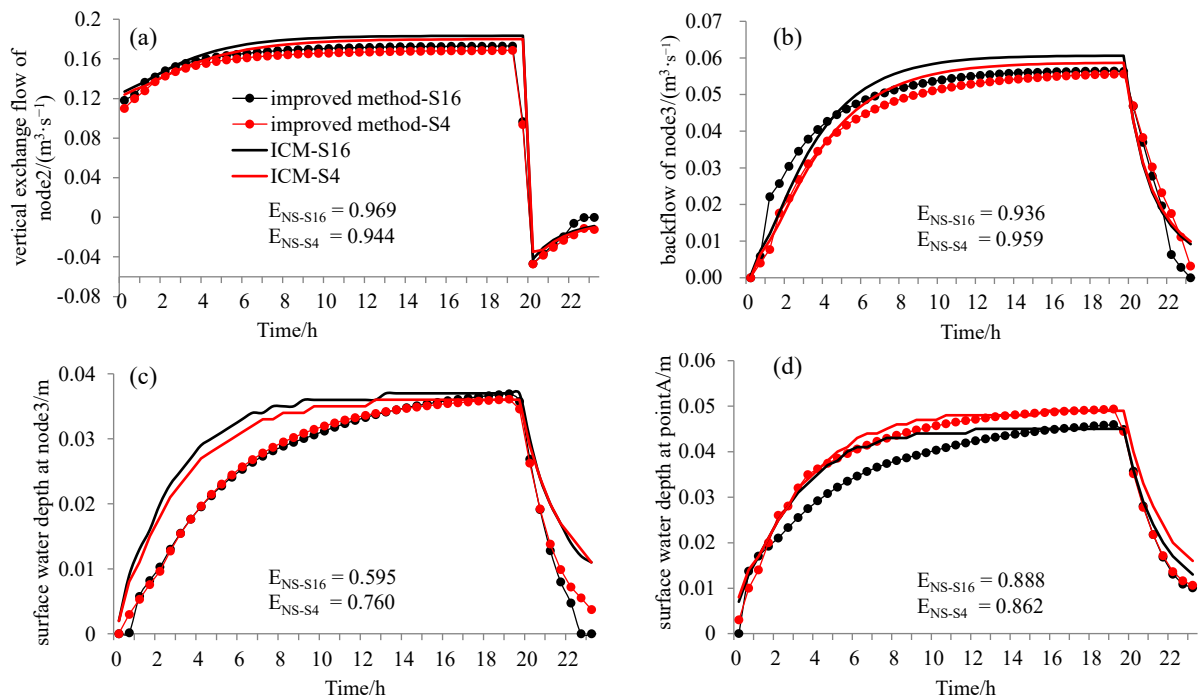 (a)
vertical exchange flow of
node2/(m³·s⁻¹)
0.2
0.16
0.12
0.08
0.04
0
-0.04
-0.08
improved method-S16
improved method-S4
ICM-S16
ICM-S4
E_NS-S16 = 0.969
E_NS-S4 = 0.944
0 2 4 6 8 10 12 14 16 18 20 22
Time/h
(b)
backflow of node3/(m³·s⁻¹)
0.07
0.06
0.05
0.04
0.03
0.02
0.01
0.00
E_NS-S16 = 0.936
E_NS-S4 = 0.959
0 2 4 6 8 10 12 14 16 18 20 22
Time/h
(c)
surface water depth at node3/m
0.04
0.03
0.02
0.01
0
E_NS-S16 = 0.595
E_NS-S4 = 0.760
0 2 4 6 8 10 12 14 16 18 20 22
Time/h
(d)
surface water depth at pointA/m
0.06
0.05
0.04
0.03
0.02
0.01
0
E_NS-S16 = 0.888
E_NS-S4 = 0.862
0 2 4 6 8 10 12 14 16 18 20 22
Time/h